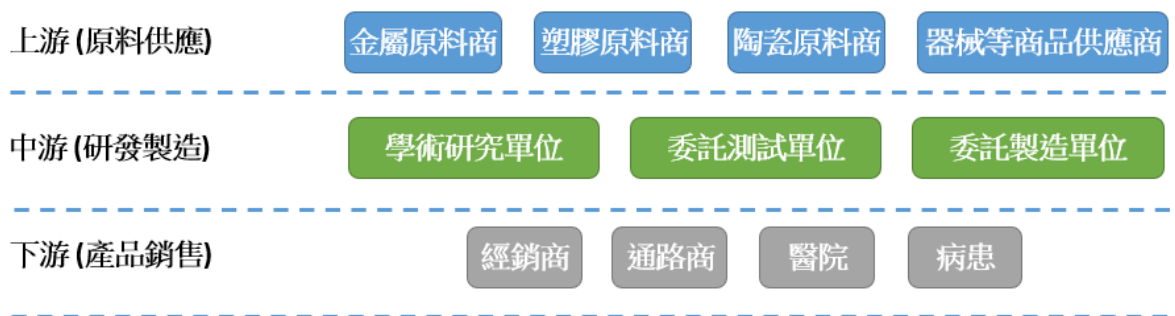 上游 (原料供應) 金屬原料商 塑膠原料商 陶瓷原料商 器械等商品供應商
中游 (研發製造) 學術研究單位 委託測試單位 委託製造單位
下游 (產品銷售) 經銷商 通路商 醫院 病患